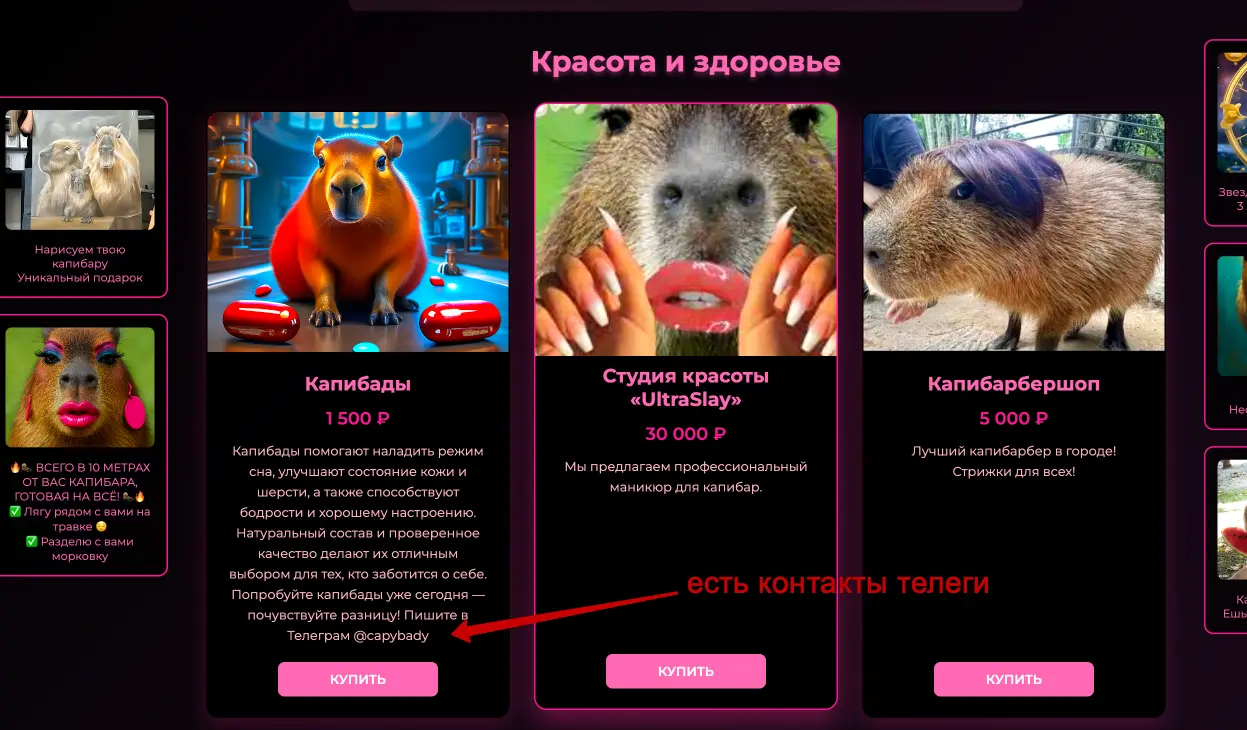 Красота и здоровье
Нарисуем твою
капибару
Уникальный подарок
🔥🐾 ВСЕГО В 10 МЕТРАХ
ОТ ВАС КАПИБАРА,
ГОТОВАЯ НА ВСЁ! 🐾🔥
✅ Лягу рядом с вами на
травке 😌
✅ Разделю с вами
морковку
Капибады
1 500 ₽
Капибады помогают наладить режим
сна, улучшают состояние кожи и
шерсти, а также способствуют
бодрости и хорошему настроению.
Натуральный состав и проверенное
качество делают их отличным
выбором для тех, кто заботится о себе.
Попробуйте капибады уже сегодня —
почувствуйте разницу! Пишите в
Телеграм @capybady
КУПИТЬ
Студия красоты
«UltraSlay»
30 000 ₽
Мы предлагаем профессиональный
маникюр для капибар.
есть контакты телеги
КУПИТЬ
Капибарбершоп
5 000 ₽
Лучший капибарбер в городе!
Стрижки для всех!
КУПИТЬ
3